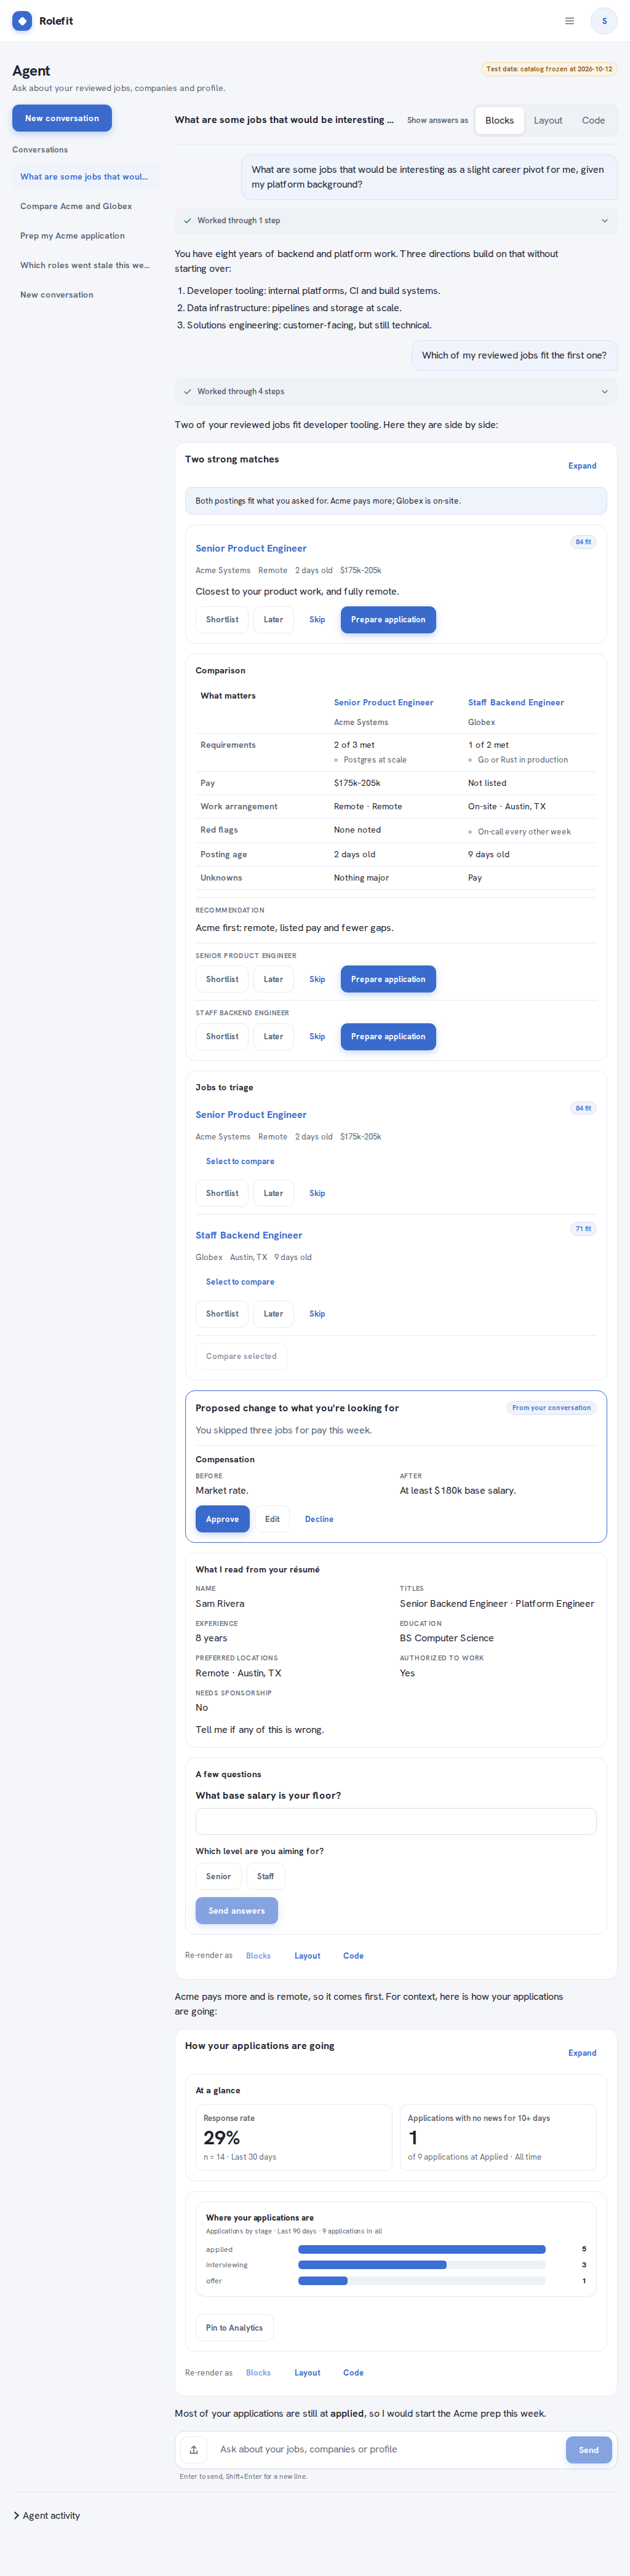 Rolefit
S
Agent
Ask about your reviewed jobs, companies and profile.
Test data: catalog frozen at 2026-10-12
New conversation
Conversations
What are some jobs that woul...
Compare Acme and Globex
Prep my Acme application
Which roles went stale this we...
New conversation
What are some jobs that would be interesting ...
Show answers as
Blocks
Layout
Code
What are some jobs that would be interesting as a slight career pivot for me, given
my platform background?
Worked through 1 step
You have eight years of backend and platform work. Three directions build on that without
starting over:
1. Developer tooling: internal platforms, CI and build systems.
2. Data infrastructure: pipelines and storage at scale.
3. Solutions engineering: customer-facing, but still technical.
Which of my reviewed jobs fit the first one?
Worked through 4 steps
Two of your reviewed jobs fit developer tooling. Here they are side by side:
Two strong matches
Expand
Both postings fit what you asked for. Acme pays more; Globex is on-site.
Senior Product Engineer
84 fit
Acme Systems Remote 2 days old $175k-205k
Closest to your product work, and fully remote.
Shortlist Later Skip Prepare application
Comparison
What matters
Senior Product Engineer
Staff Backend Engineer
Acme Systems
Globex
Requirements
2 of 3 met
1 of 2 met
Postgres at scale
Go or Rust in production
Pay $175k-205k Not listed
Work arrangement Remote · Remote On-site · Austin, TX
Red flags None noted On-call every other week
Posting age 2 days old 9 days old
Unknowns Nothing major Pay
RECOMMENDATION
Acme first: remote, listed pay and fewer gaps.
SENIOR PRODUCT ENGINEER
Shortlist Later Skip Prepare application
STAFF BACKEND ENGINEER
Shortlist Later Skip Prepare application
Jobs to triage
Senior Product Engineer
84 fit
Acme Systems Remote 2 days old $175k-205k
Select to compare
Shortlist Later Skip
Staff Backend Engineer
71 fit
Globex Austin, TX 9 days old
Select to compare
Shortlist Later Skip
Compare selected
Proposed change to what you're looking for
From your conversation
You skipped three jobs for pay this week.
Compensation
BEFORE AFTER
Market rate. At least $180k base salary.
Approve Edit Decline
What I read from your résumé
NAME TITLES
Sam Rivera Senior Backend Engineer · Platform Engineer
EXPERIENCE EDUCATION
8 years BS Computer Science
PREFERRED LOCATIONS AUTHORIZED TO WORK
Remote · Austin, TX Yes
NEEDS SPONSORSHIP
No
Tell me if any of this is wrong.
A few questions
What base salary is your floor?
Which level are you aiming for?
Senior Staff
Send answers
Re-render as Blocks Layout Code
Acme pays more and is remote, so it comes first. For context, here is how your applications
are going:
How your applications are going
Expand
At a glance
Response rate
29%
n = 14 · Last 30 days
Applications with no news for 10+ days
1
of 9 applications at Applied · All time
Where your applications are
Applications by stage · Last 90 days · 9 applications in all
applied 5
interviewing 3
offer 1
Pin to Analytics
Re-render as Blocks Layout Code
Most of your applications are still at applied, so I would start the Acme prep this week.
Ask about your jobs, companies or profile
Send
Enter to send, Shift+Enter for a new line.
Agent activity